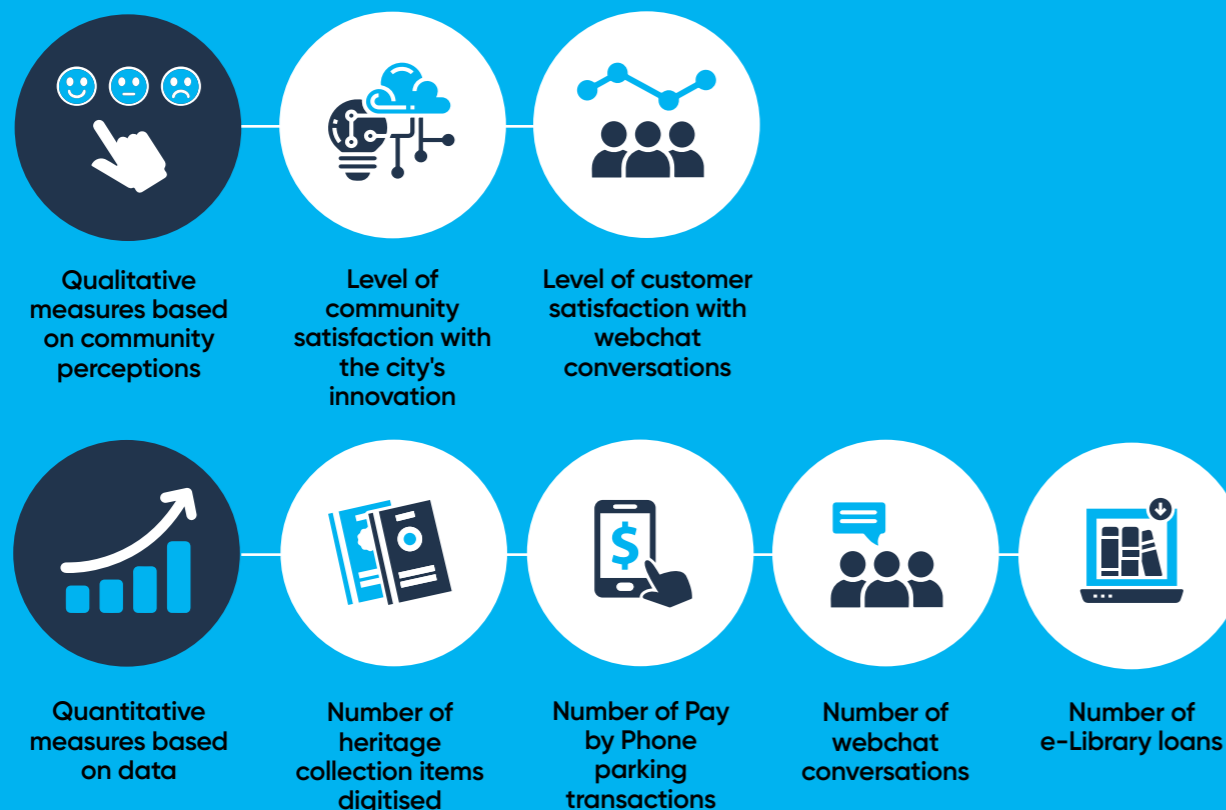 Qualitative
measures based
on community
perceptions
Level of
community
satisfaction with
the city's
innovation
Level of customer
satisfaction with
webchat
conversations
$
Quantitative
measures based
on data
Number of
heritage
collection items
digitised
Number of Pay
by Phone
parking
transactions
Number of
webchat
conversations
Number of
e-Library loans